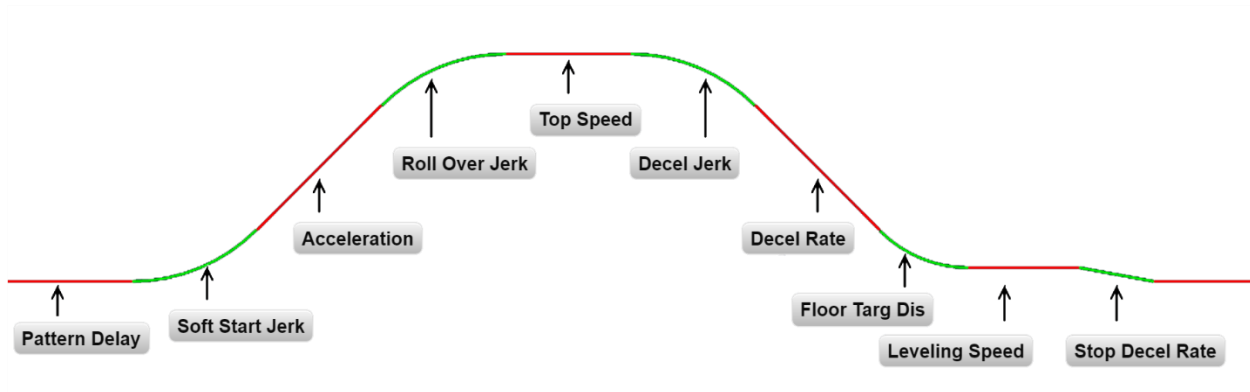 Top Speed
Roll Over Jerk
Decel Jerk
Acceleration
Decel Rate
Floor Targ Dis
Soft Start Jerk
Pattern Delay
Leveling Speed
Stop Decel Rate